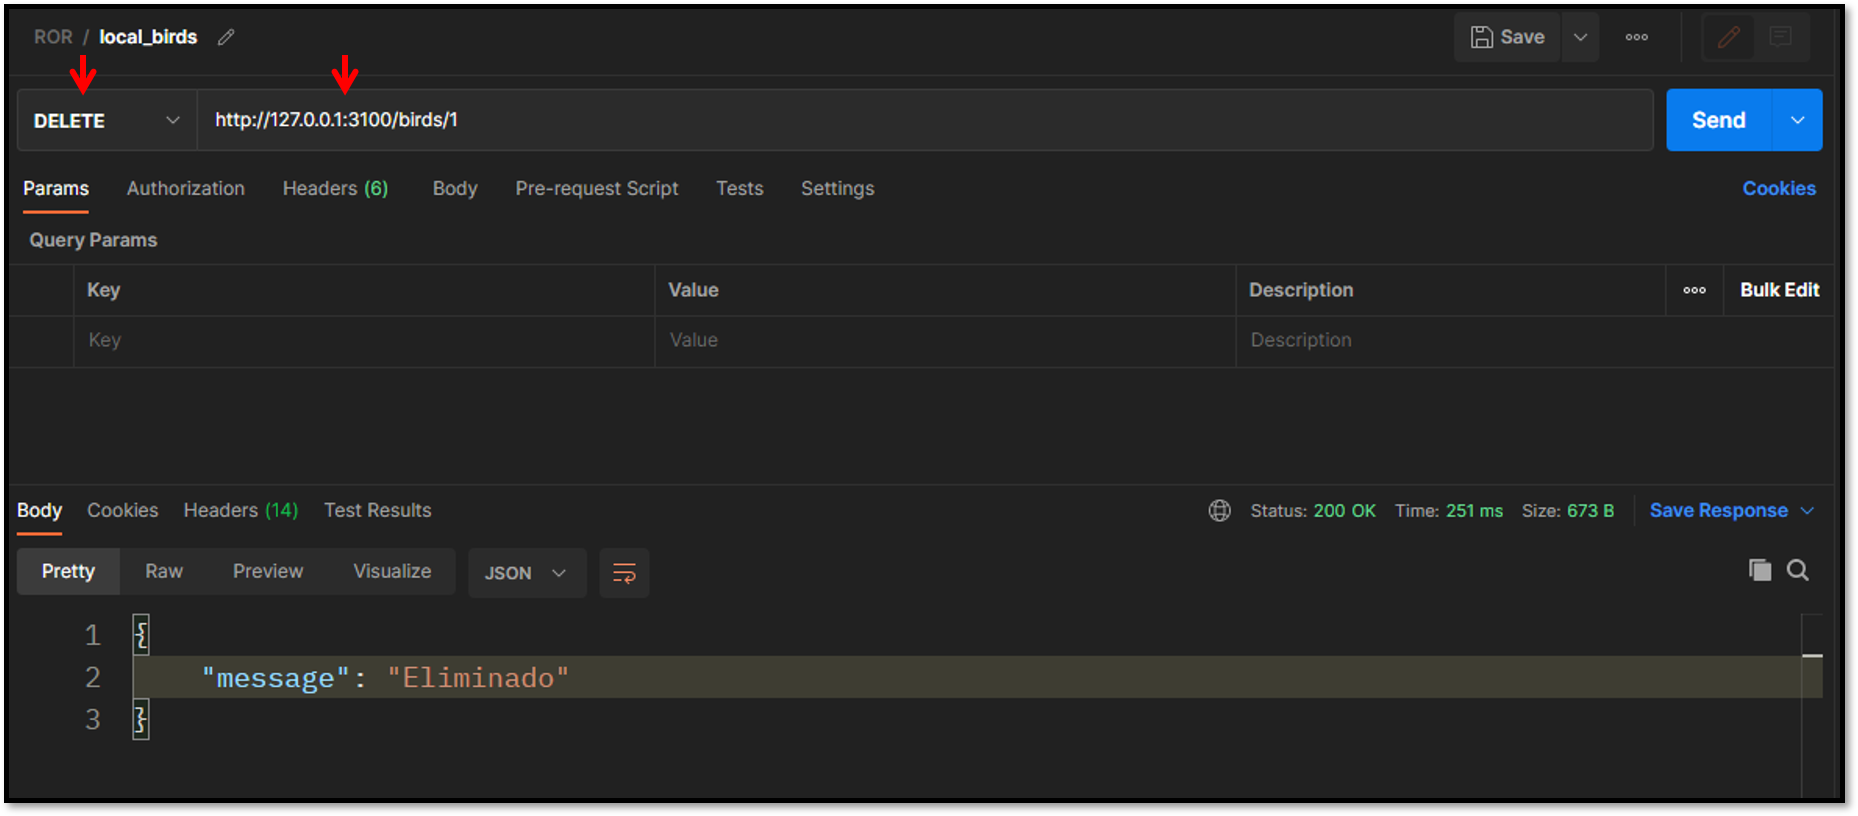 ROR / local_birds
Save
DELETE http://127.0.0.1:3100/birds/1 Send
Params Authorization Headers (6) Body Pre-request Script Tests Settings Cookies
Query Params
Key Value Description Bulk Edit
Key Value Description
Body Cookies Headers (14) Test Results Status: 200 OK Time: 251 ms Size: 673 B Save Response
Pretty Raw Preview Visualize JSON
1 {
2 "message": "Eliminado"
3 }